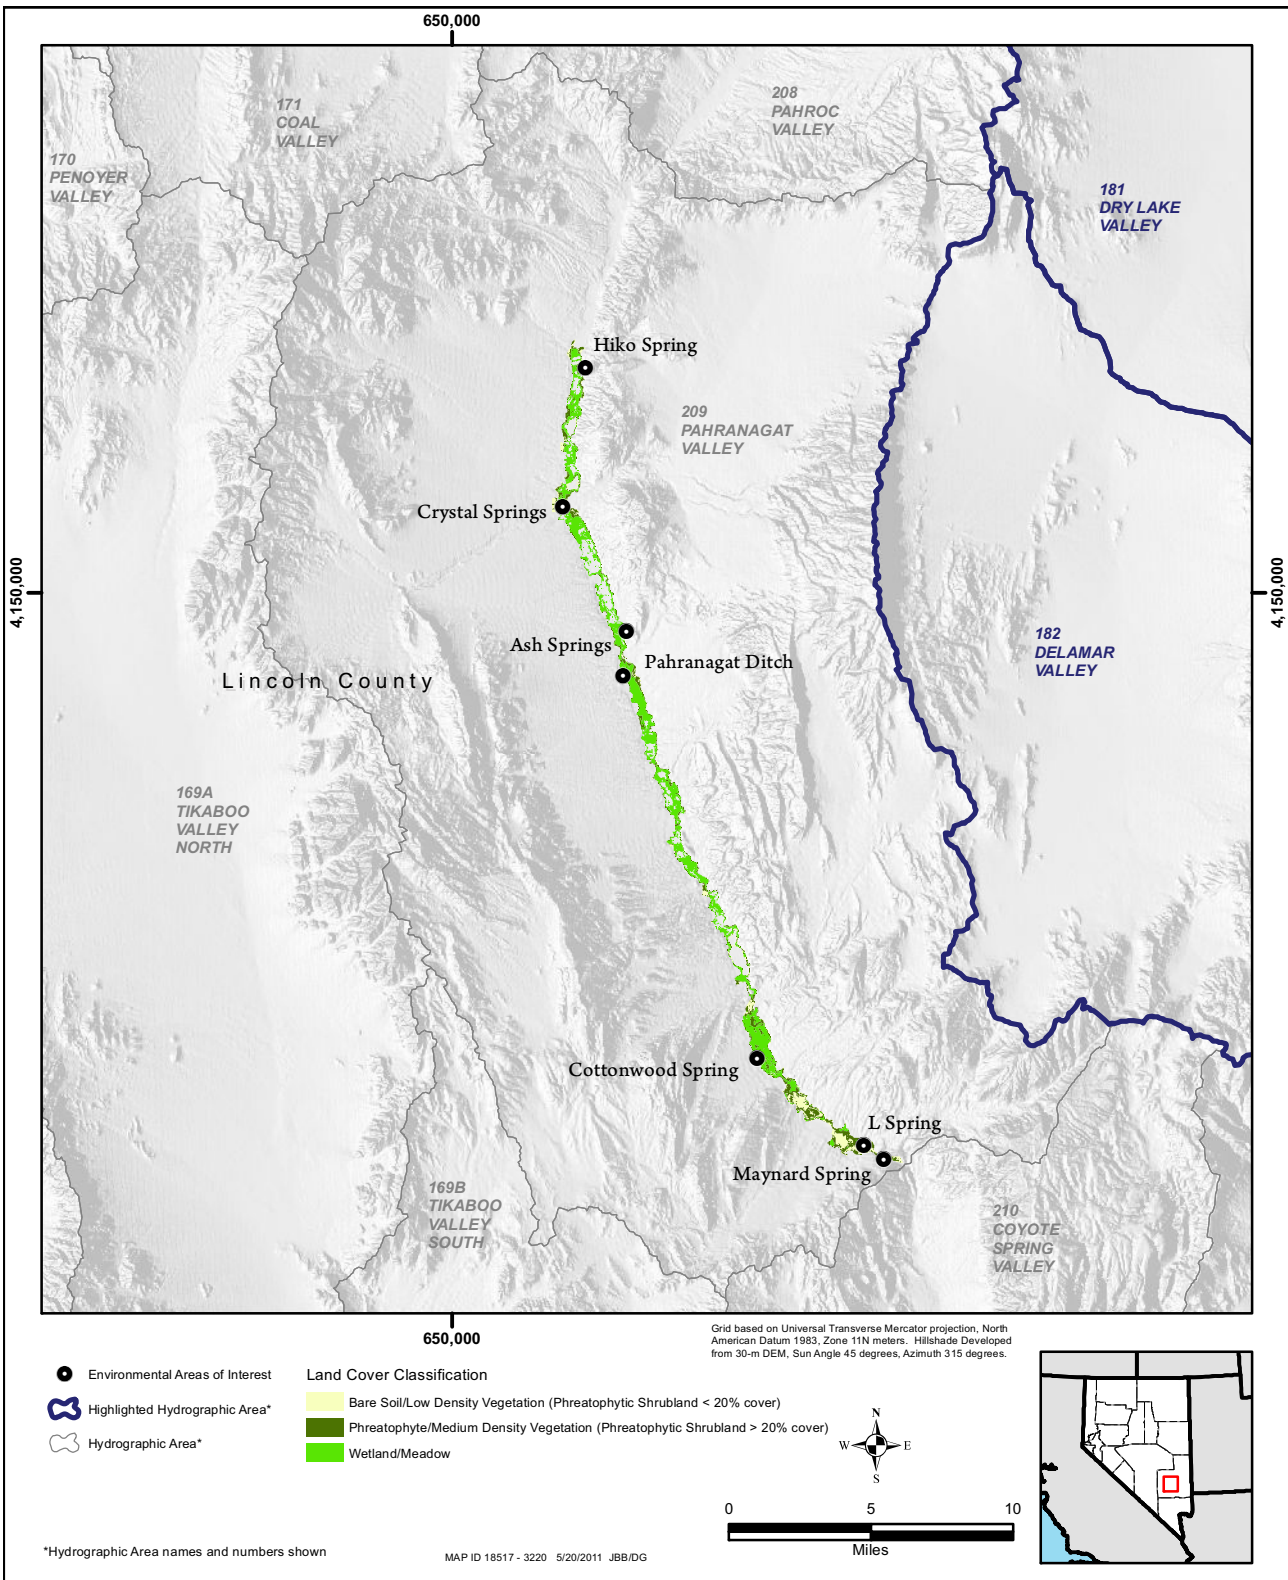 650,000
171
COAL
VALLEY
208
PAHROC
VALLEY
170
PENOYER
VALLEY
181
DRY LAKE
VALLEY
Hiko Spring
209
PAHRANAGAT
VALLEY
Crystal Springs
4,150,000
4,150,000
Ash Springs
Pahranagat Ditch
182
DELAMAR
VALLEY
Lincoln County
169A
TIKABOO
VALLEY
NORTH
Cottonwood Spring
L Spring
Maynard Spring
169B
TIKABOO
VALLEY
SOUTH
210
COYOTE
SPRING
VALLEY
650,000
Grid based on Universal Transverse Mercator projection, North
American Datum 1983, Zone 11N meters. Hillshade Developed
from 30-m DEM, Sun Angle 45 degrees, Azimuth 315 degrees.
Environmental Areas of Interest
Highlighted Hydrographic Area*
Hydrographic Area*
Land Cover Classification
Bare Soil/Low Density Vegetation (Phreatophytic Shrubland < 20% cover)
Phreatophyte/Medium Density Vegetation (Phreatophytic Shrubland > 20% cover)
Wetland/Meadow
N
W E
S
0 5 10
Miles
*Hydrographic Area names and numbers shown
MAP ID 18517 - 3220 5/20/2011 JBB/DG